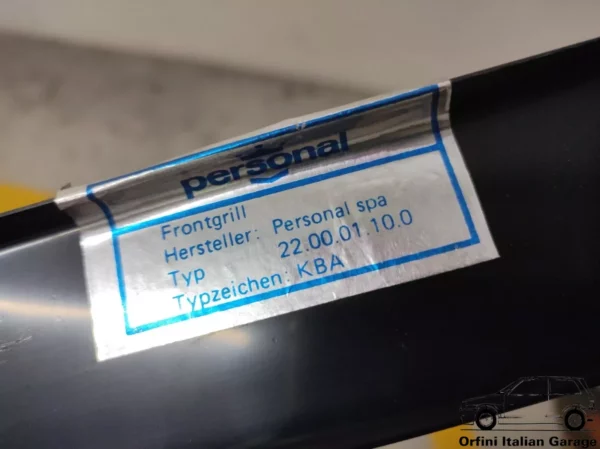 personal
Frontgrill
Hersteller: Personal spa
Typ 22.00.01.10.0
Typzeichen: KBA
Orfini Italian Garage